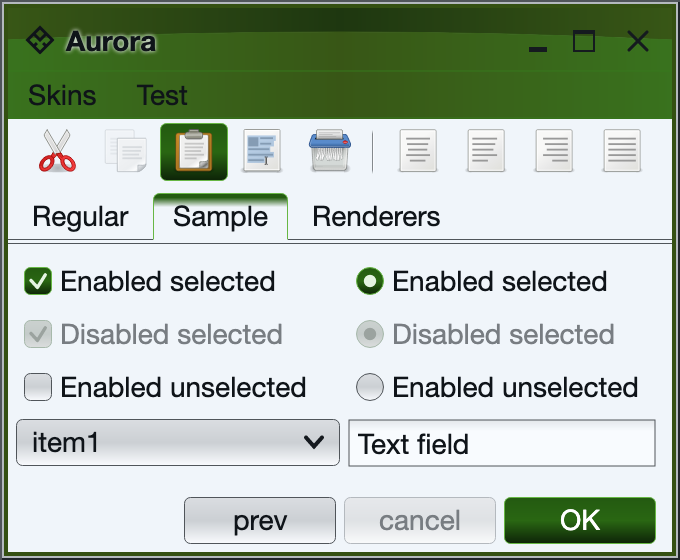 Aurora
Skins Test
Regular Sample Renderers
Enabled selected Enabled selected
Disabled selected Disabled selected
Enabled unselected Enabled unselected
item1 Text field
prev cancel OK